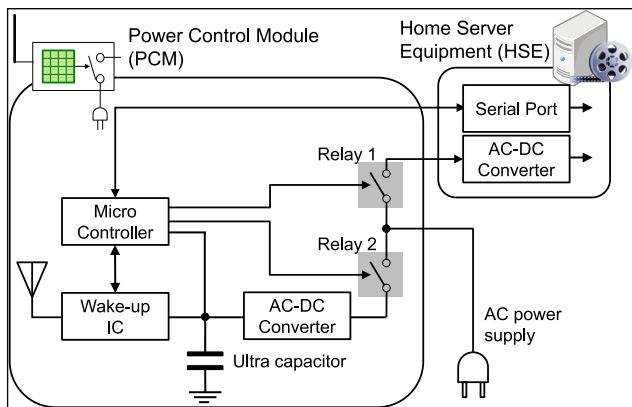 Power Control Module
(PCM)
Home Server
Equipment (HSE)
Serial Port
AC-DC
Converter
Relay 1
Micro
Controller
Relay 2
Wake-up
IC
AC-DC
Converter
Ultra capacitor
AC power
supply